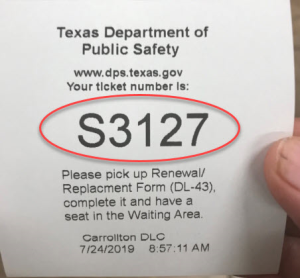 Texas Department of
Public Safety
www.dps.texas.gov
Your ticket number is:
S3127
Please pick up Renewal/
Replacment Form (DL-43),
complete it and have a
seat in the Waiting Area.
Carrollton DLC
7/24/2019 8:57:11 AM